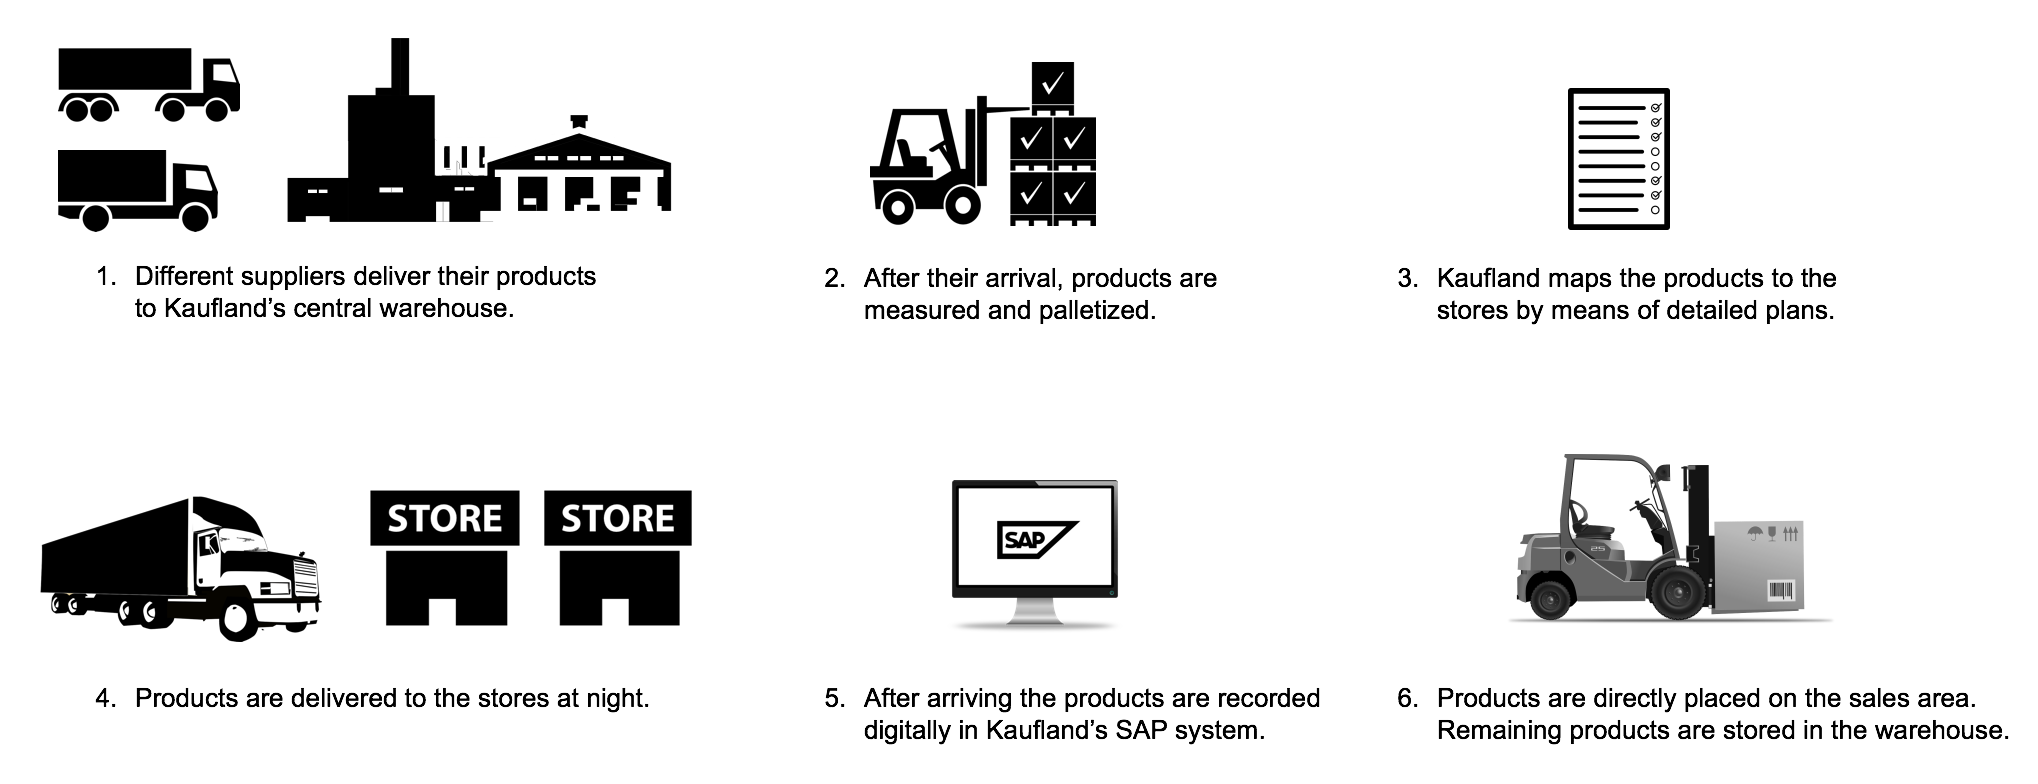 1. Different suppliers deliver their products
to Kaufland's central warehouse.
2. After their arrival, products are
measured and palletized.
3. Kaufland maps the products to the
stores by means of detailed plans.
STORE
STORE
4. Products are delivered to the stores at night.
SAP
5. After arriving the products are recorded
digitally in Kaufland's SAP system.
25
6. Products are directly placed on the sales area.
Remaining products are stored in the warehouse.